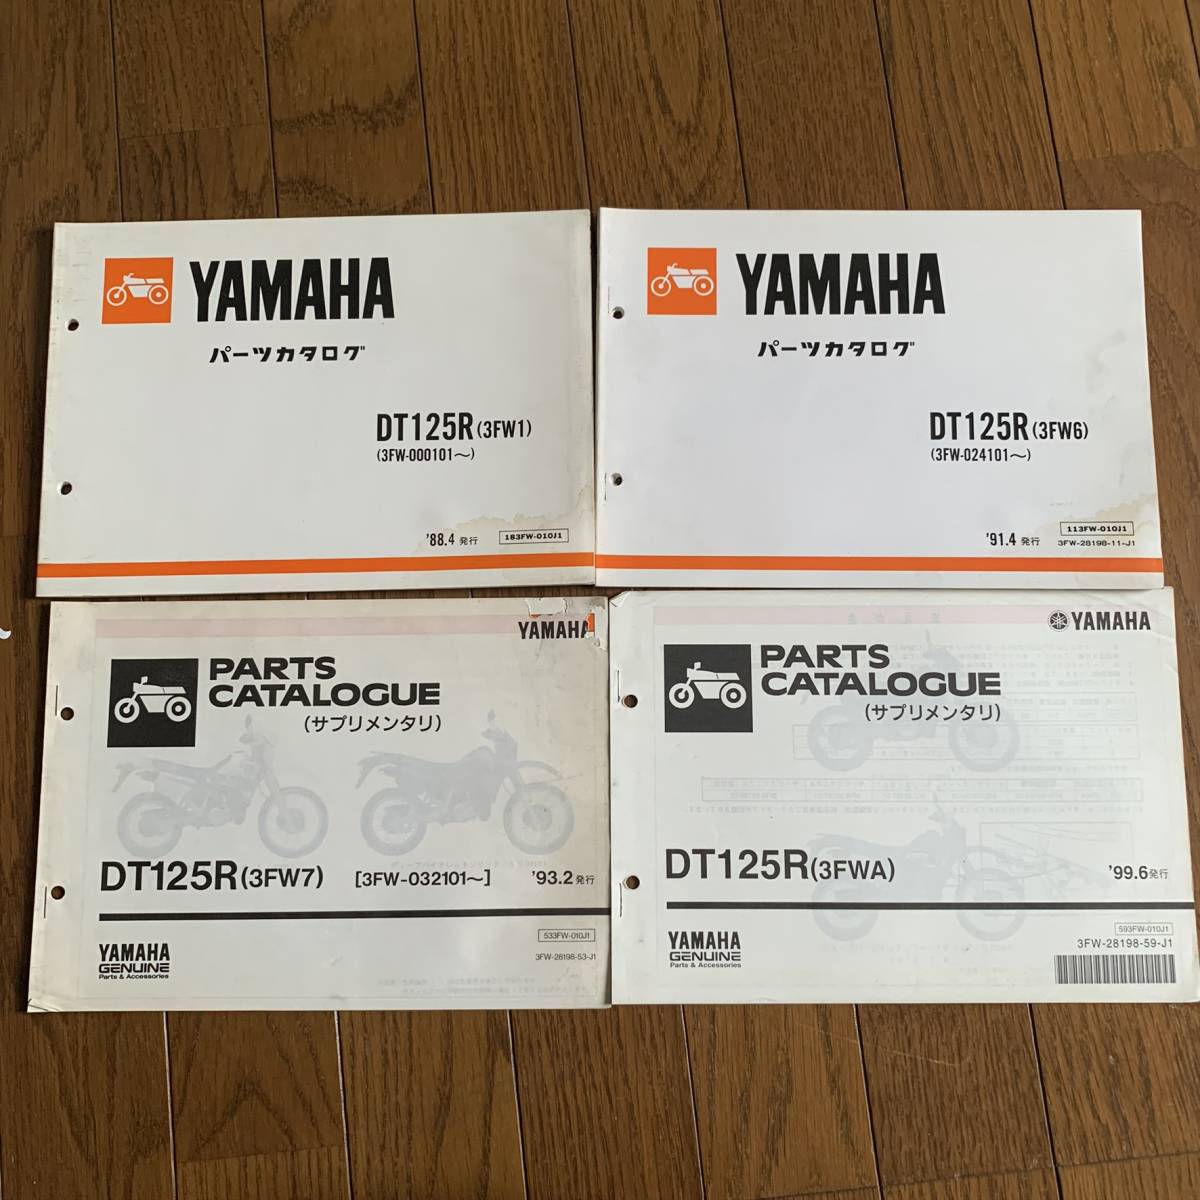 YAMAHA
パーツカタログ
DT125R(3FW1)
(3FW-000101～)
'88.4 発行
183FW-010J1
YAMAHA
パーツカタログ
DT125R(3FW6)
(3FW-024101～)
'91.4 発行
113FW-010J1
3FW-28198-11-J1
YAMAHA
PARTS
CATALOGUE
(サプリメンタリ)
DT125R(3FW7) [3FW-032101～] '93.2発行
533FW-010J1
3FW-28198-53-J1
YAMAHA
GENUINE
Parts & Accessories
YAMAHA
PARTS
CATALOGUE
(サプリメンタリ)
DT125R(3FWA) '99.6発行
593FW-010J1
3FW-28198-59-J1
YAMAHA
GENUINE
Parts & Accessories